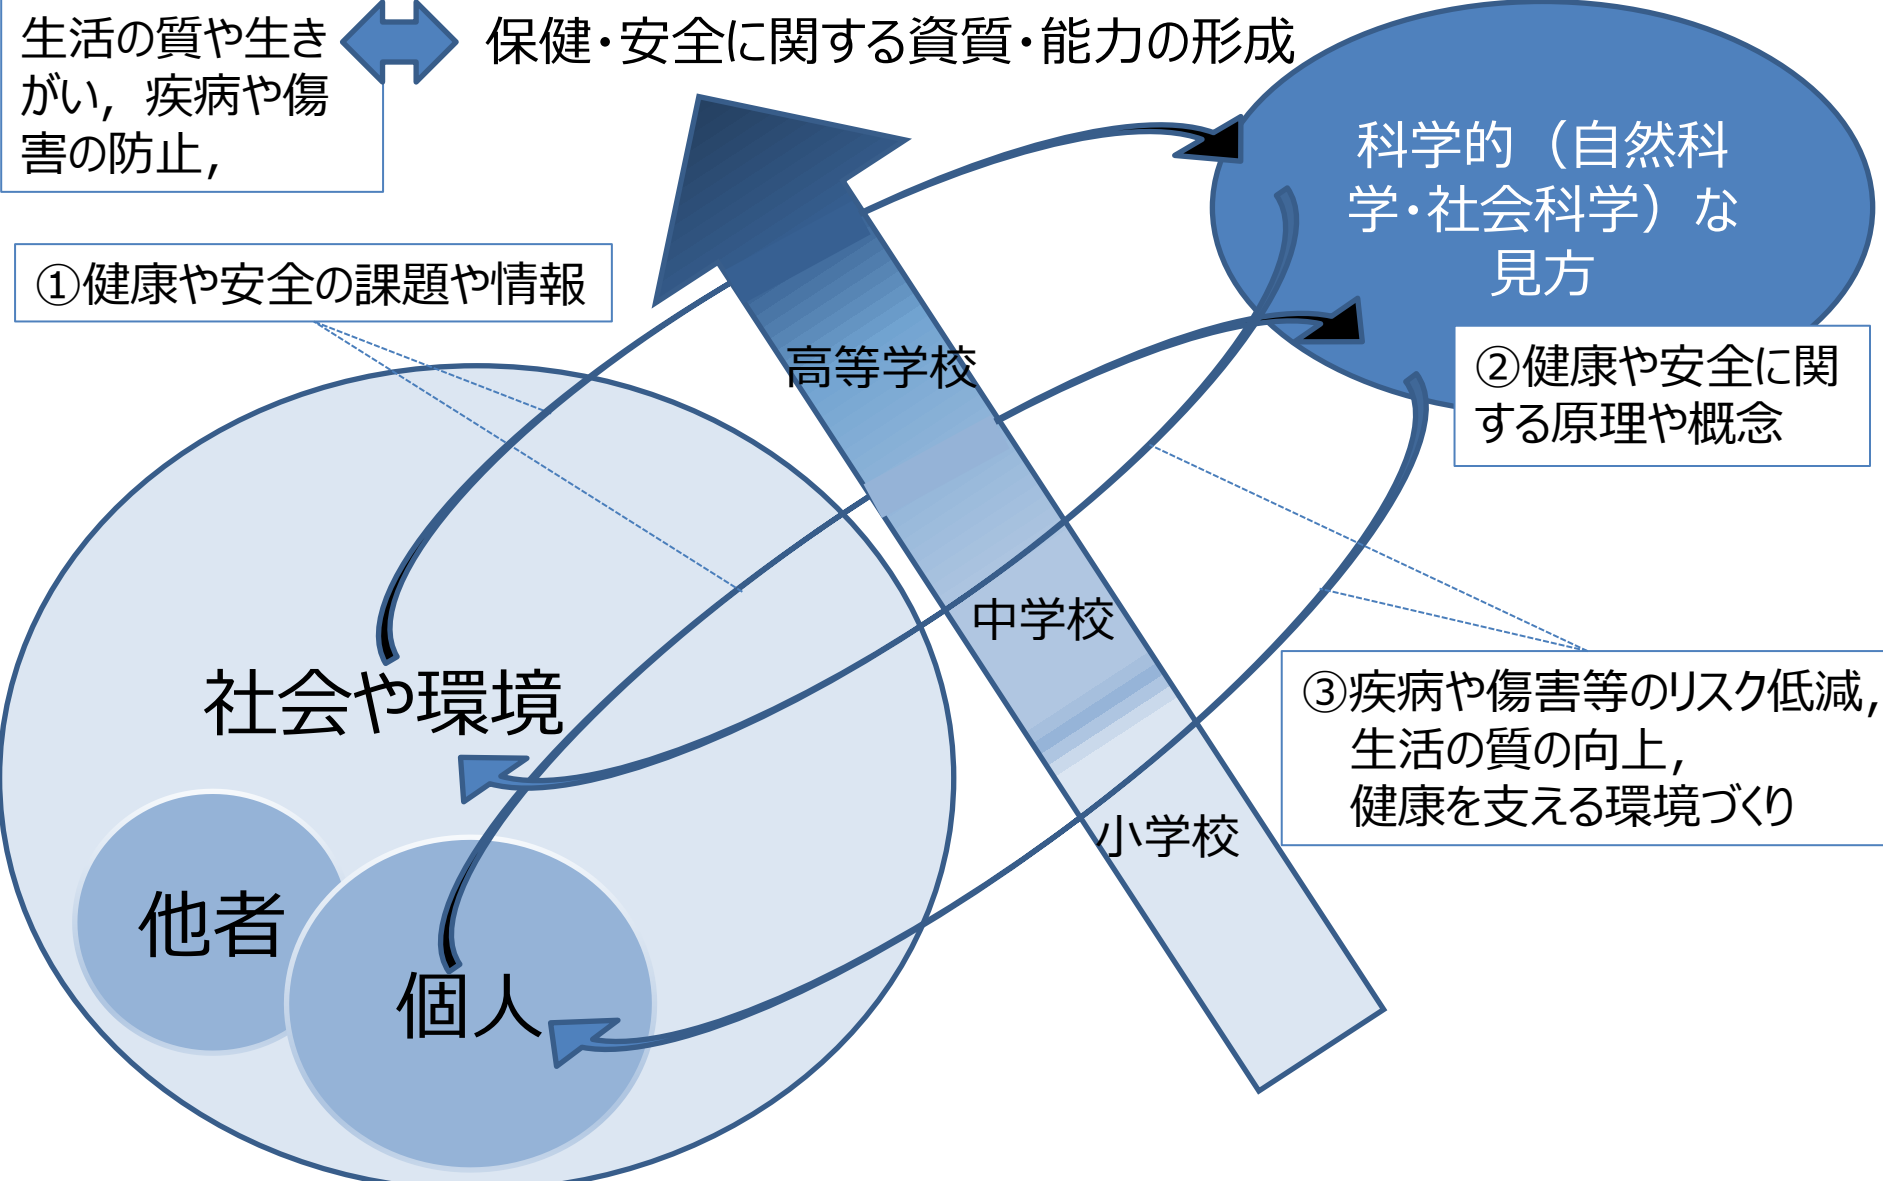 生活の質や生き
がい，疾病や傷
害の防止，
保健・安全に関する資質・能力の形成
科学的（自然科
学・社会科学）な
見方
①健康や安全の課題や情報
高等学校
②健康や安全に関
する原理や概念
中学校
社会や環境
③疾病や傷害等のリスク低減，
生活の質の向上，
健康を支える環境づくり
小学校
他者
個人